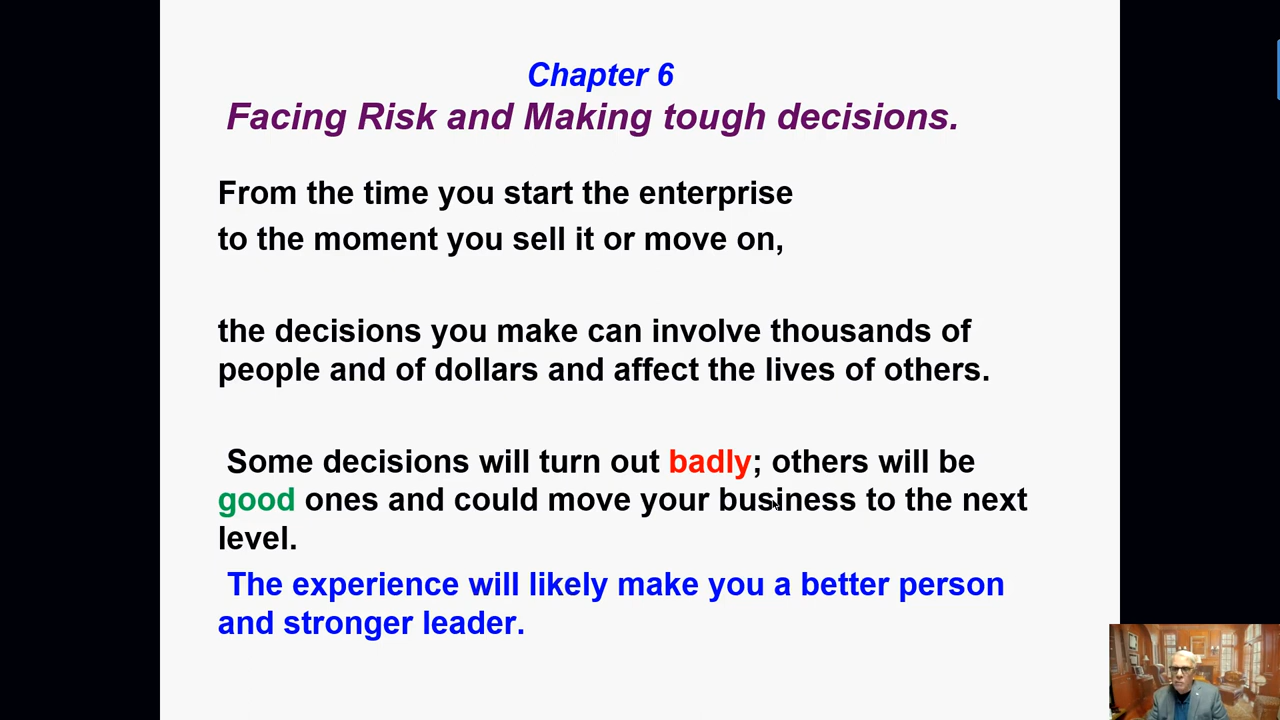 Chapter 6
Facing Risk and Making tough decisions.
From the time you start the enterprise
to the moment you sell it or move on,
the decisions you make can involve thousands of
people and of dollars and affect the lives of others.
Some decisions will turn out badly; others will be
good ones and could move your business to the next
level.
The experience will likely make you a better person
and stronger leader.